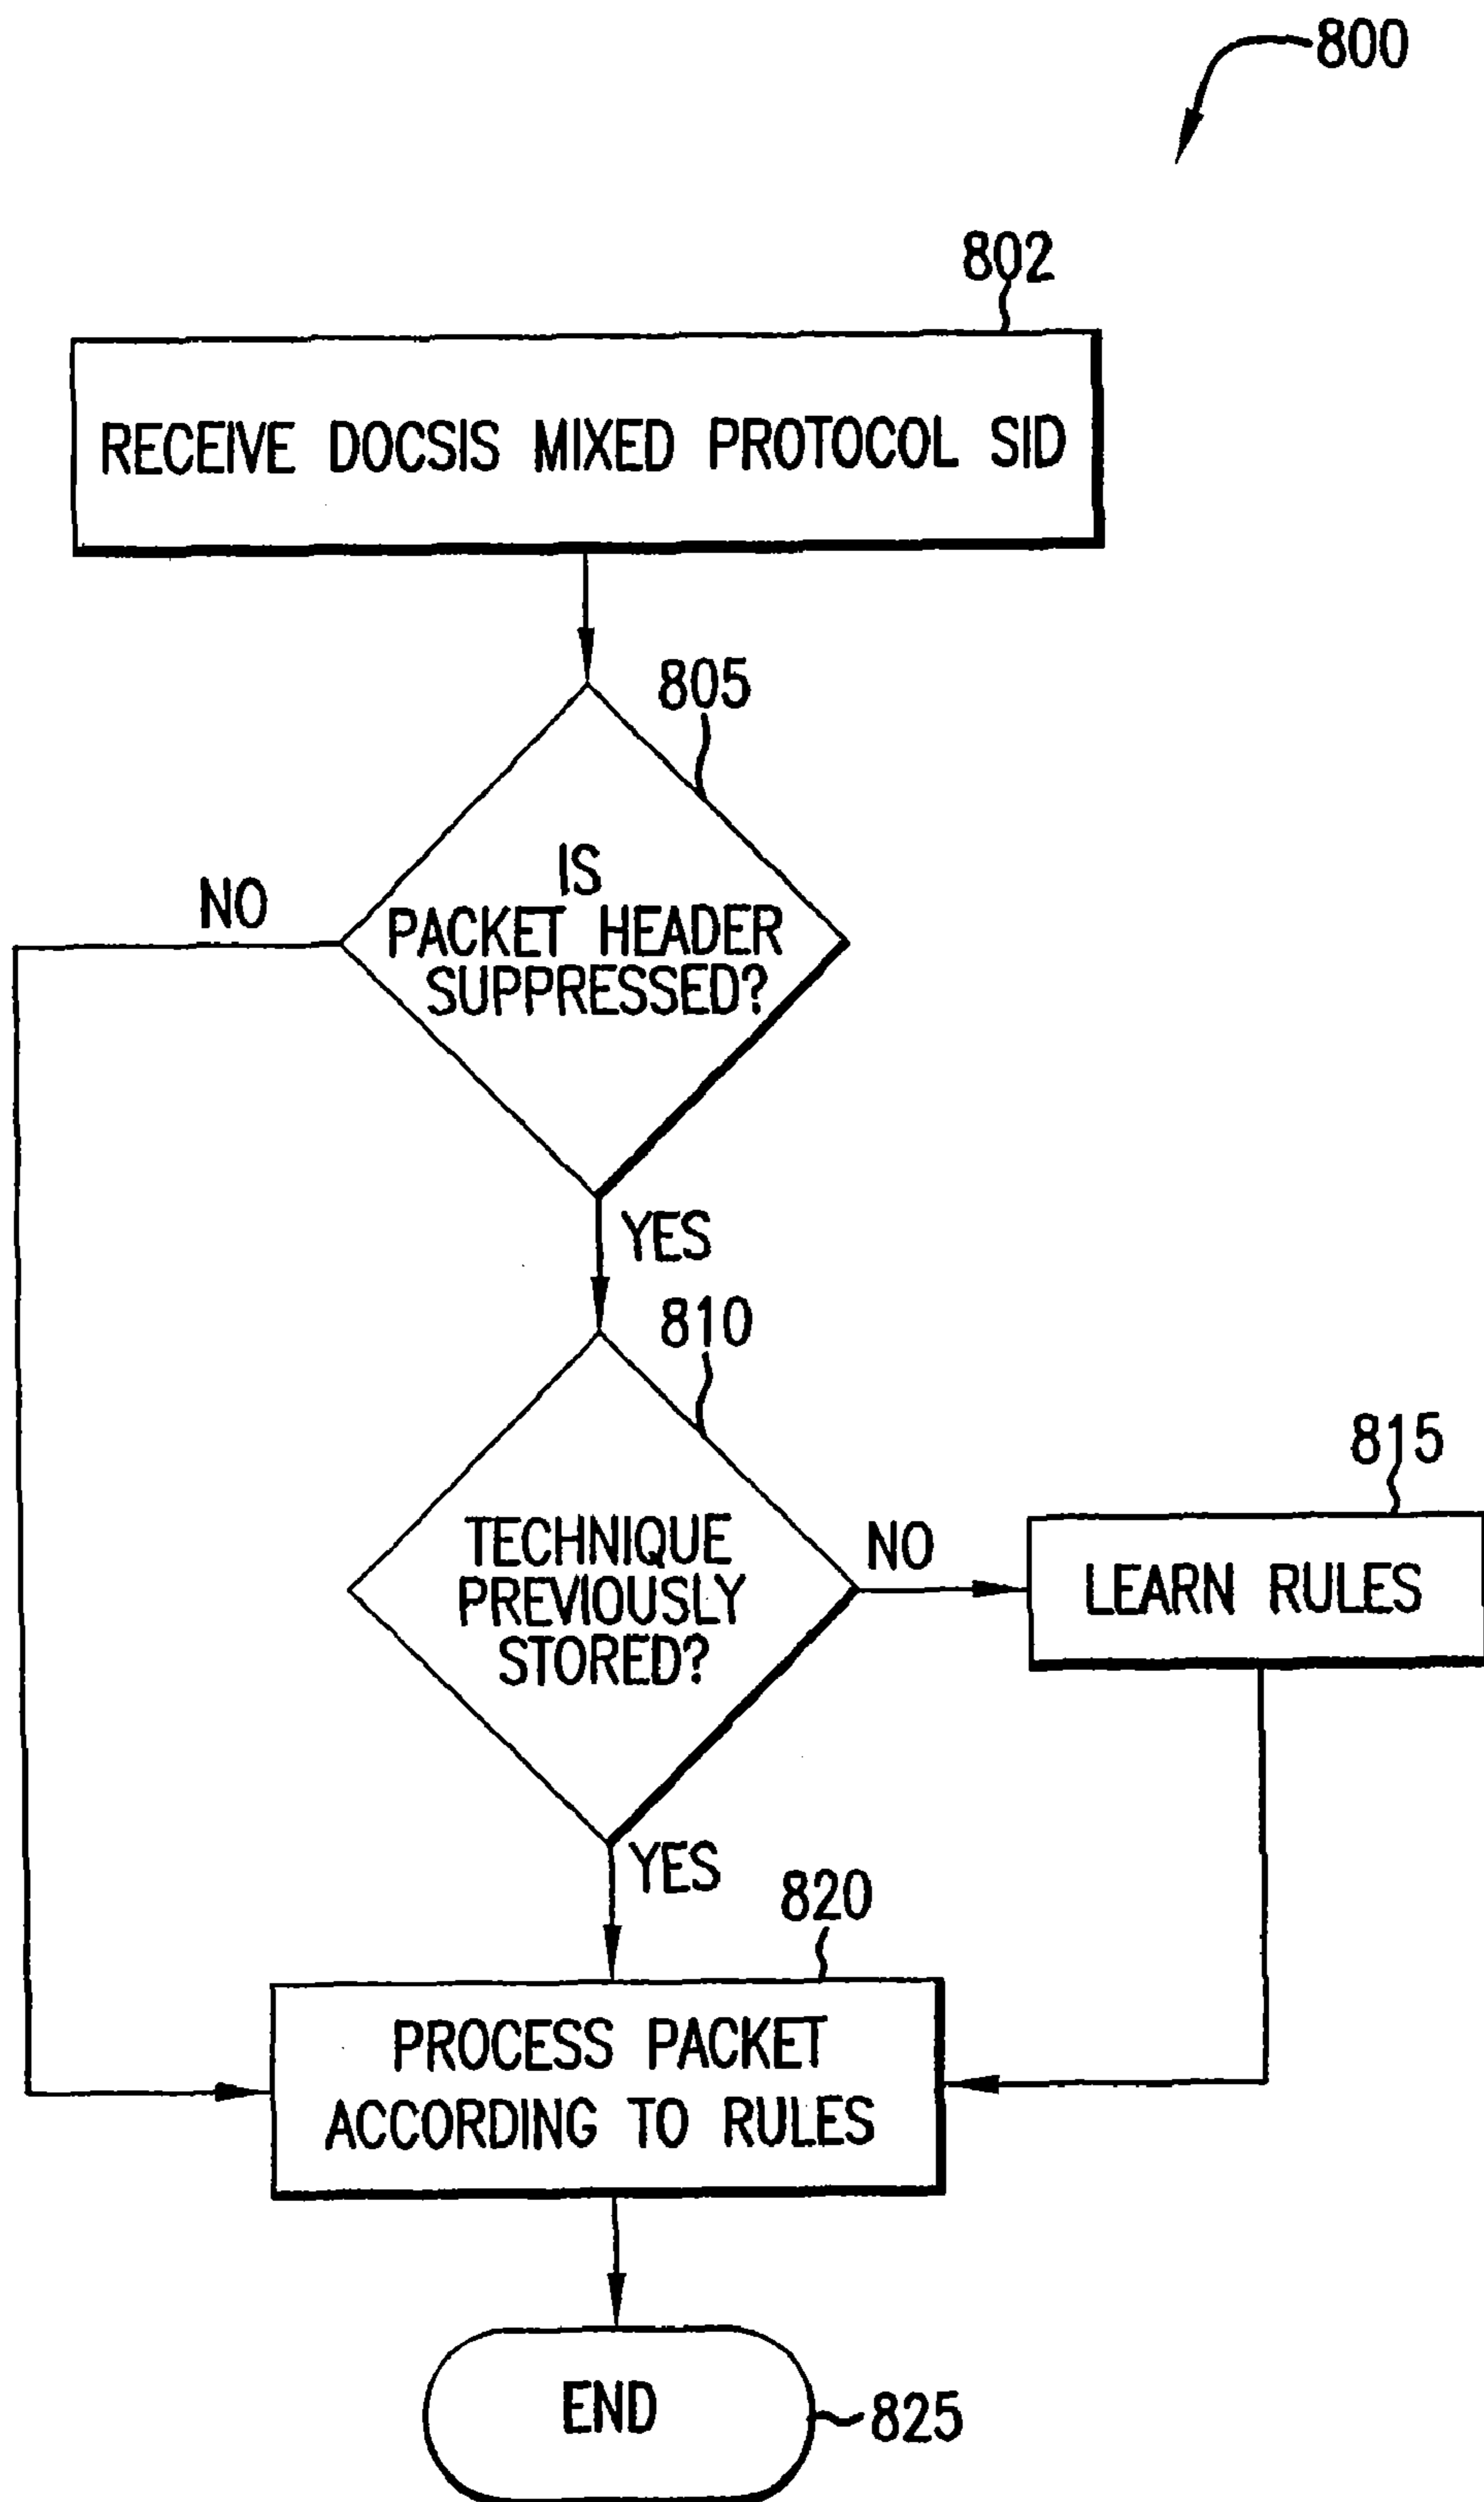 800
802
RECEIVE DOCSIS MIXED PROTOCOL SID
805
IS
PACKET HEADER
SUPPRESSED?
NO
YES
810
TECHNIQUE
PREVIOUSLY
STORED?
NO
815
LEARN RULES
YES
820
PROCESS PACKET
ACCORDING TO RULES
END
825